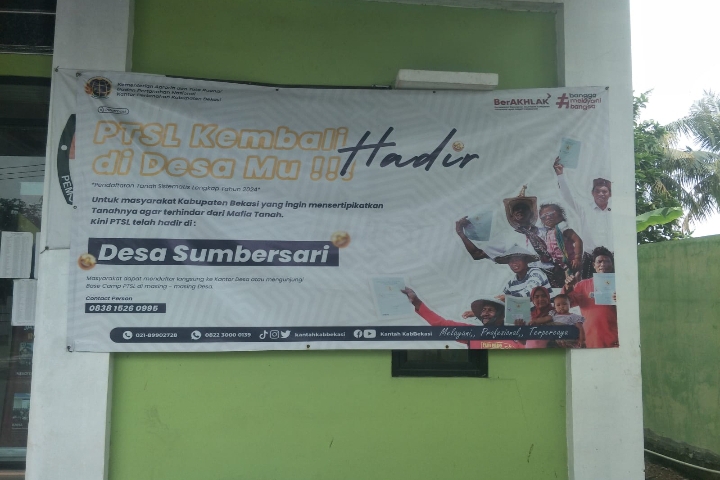 Kementerian Agraria dan Tata Ruang/
Badan Pertanahan Nasional
Kantor Pertanahan Kabupaten Bekasi
BerAKHLAK
#bangga
melayani
bangsa
PTSL Kembali
di Desa Mu !!!
Hadir
"Pendaftaran Tanah Sistematis Lengkap Tahun 2024"
Untuk masyarakat Kabupaten Bekasi yang ingin mensertipikatkan
Tanahnya agar terhindar dari Mafia Tanah.
Kini PTSL telah hadir di :
Desa Sumbersari
Masyarakat dapat mendaftar langsung ke Kantor Desa atau mengunjungi
Base Camp PTSL di masing - masing Desa.
Contact Person
0838 1526 0995
021-89902728
0822 3000 0139
kantahkabbekasi
Kantah KabBekasi
Melayani,, Profesional,, Terpercaya
PEN